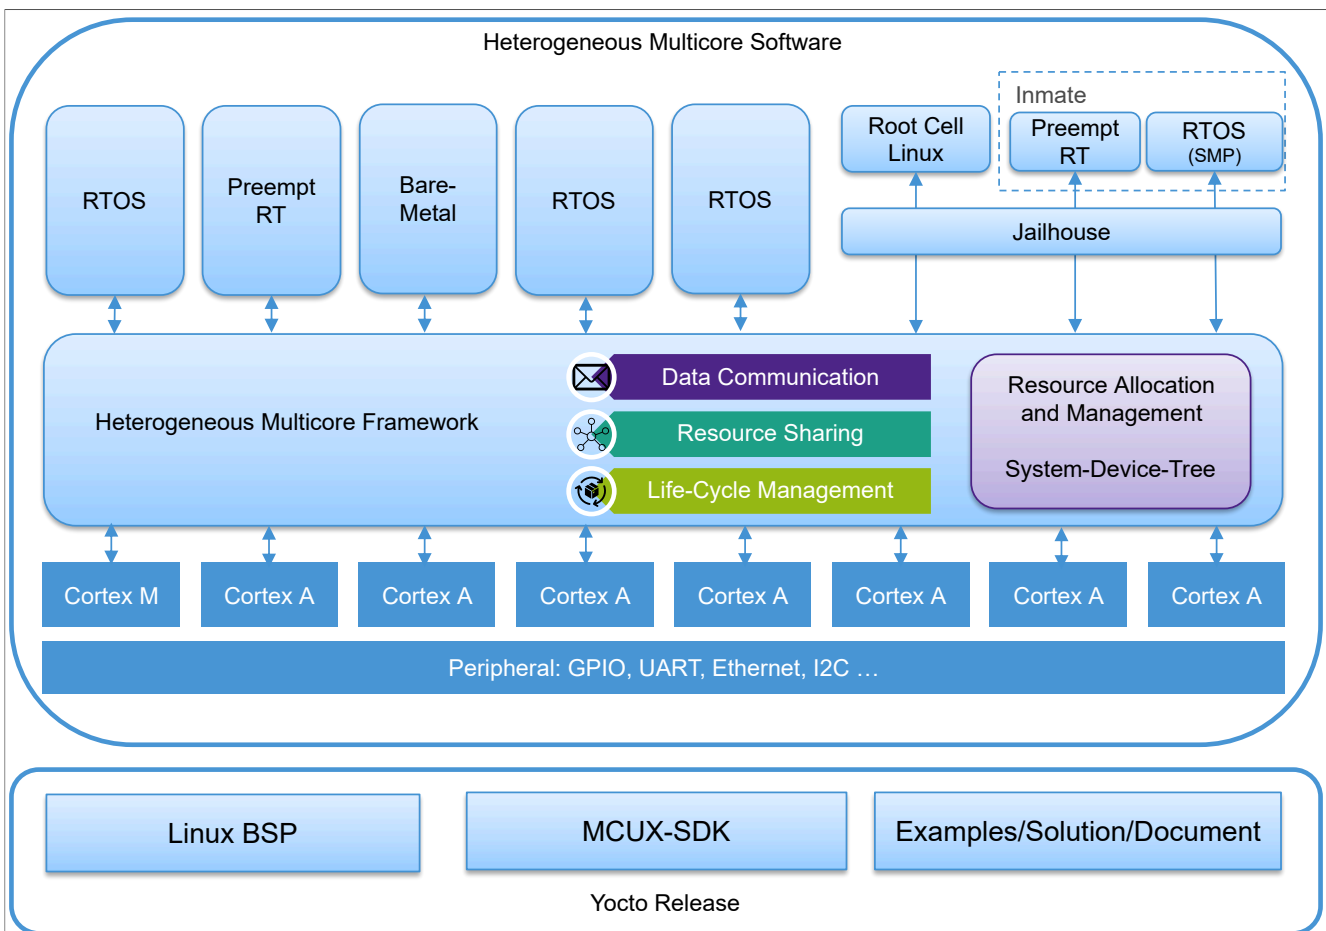 Heterogeneous Multicore Software
RTOS
Preempt
RT
Bare-
Metal
RTOS
RTOS
Root Cell
Linux
Inmate
Preempt
RT
RTOS
(SMP)
Jailhouse
Heterogeneous Multicore Framework
Data Communication
Resource Sharing
Life-Cycle Management
Resource Allocation
and Management
System-Device-Tree
Cortex M
Cortex A
Cortex A
Cortex A
Cortex A
Cortex A
Cortex A
Cortex A
Peripheral: GPIO, UART, Ethernet, I2C ...
Linux BSP
MCUX-SDK
Examples/Solution/Document
Yocto Release